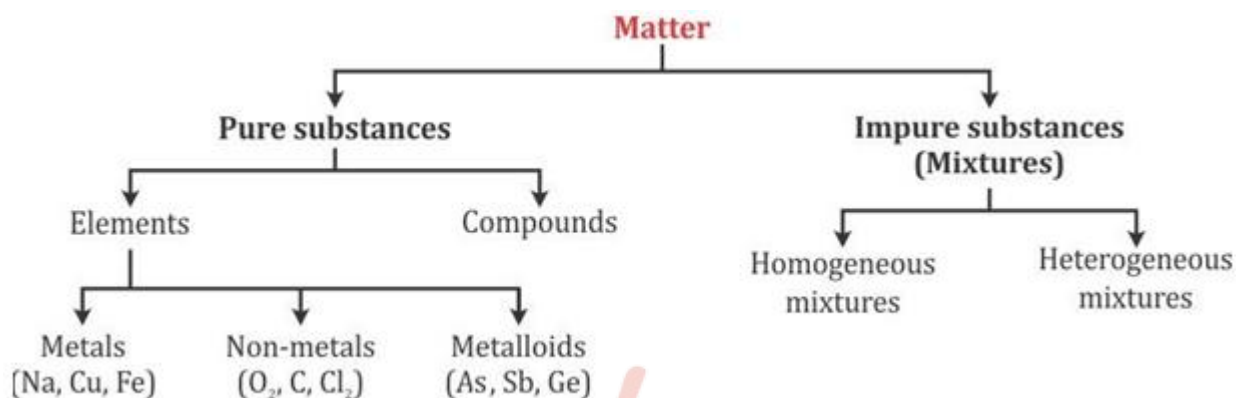 Matter
Pure substances
Impure substances
(Mixtures)
Elements
Compounds
Homogeneous
mixtures
Heterogeneous
mixtures
Metals
(Na, Cu, Fe)
Non-metals
(O₂, C, Cl₂)
Metalloids
(As, Sb, Ge)